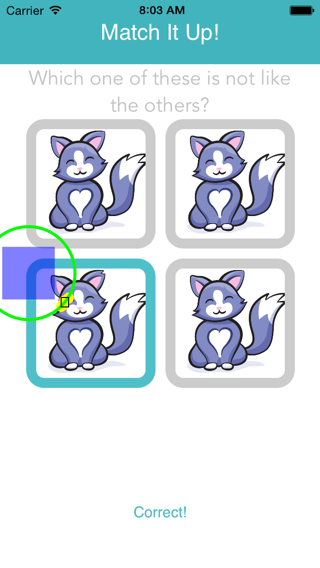 Carrier 8:03 AM
Match It Up!
Which one of these is not like
the others?
Correct!